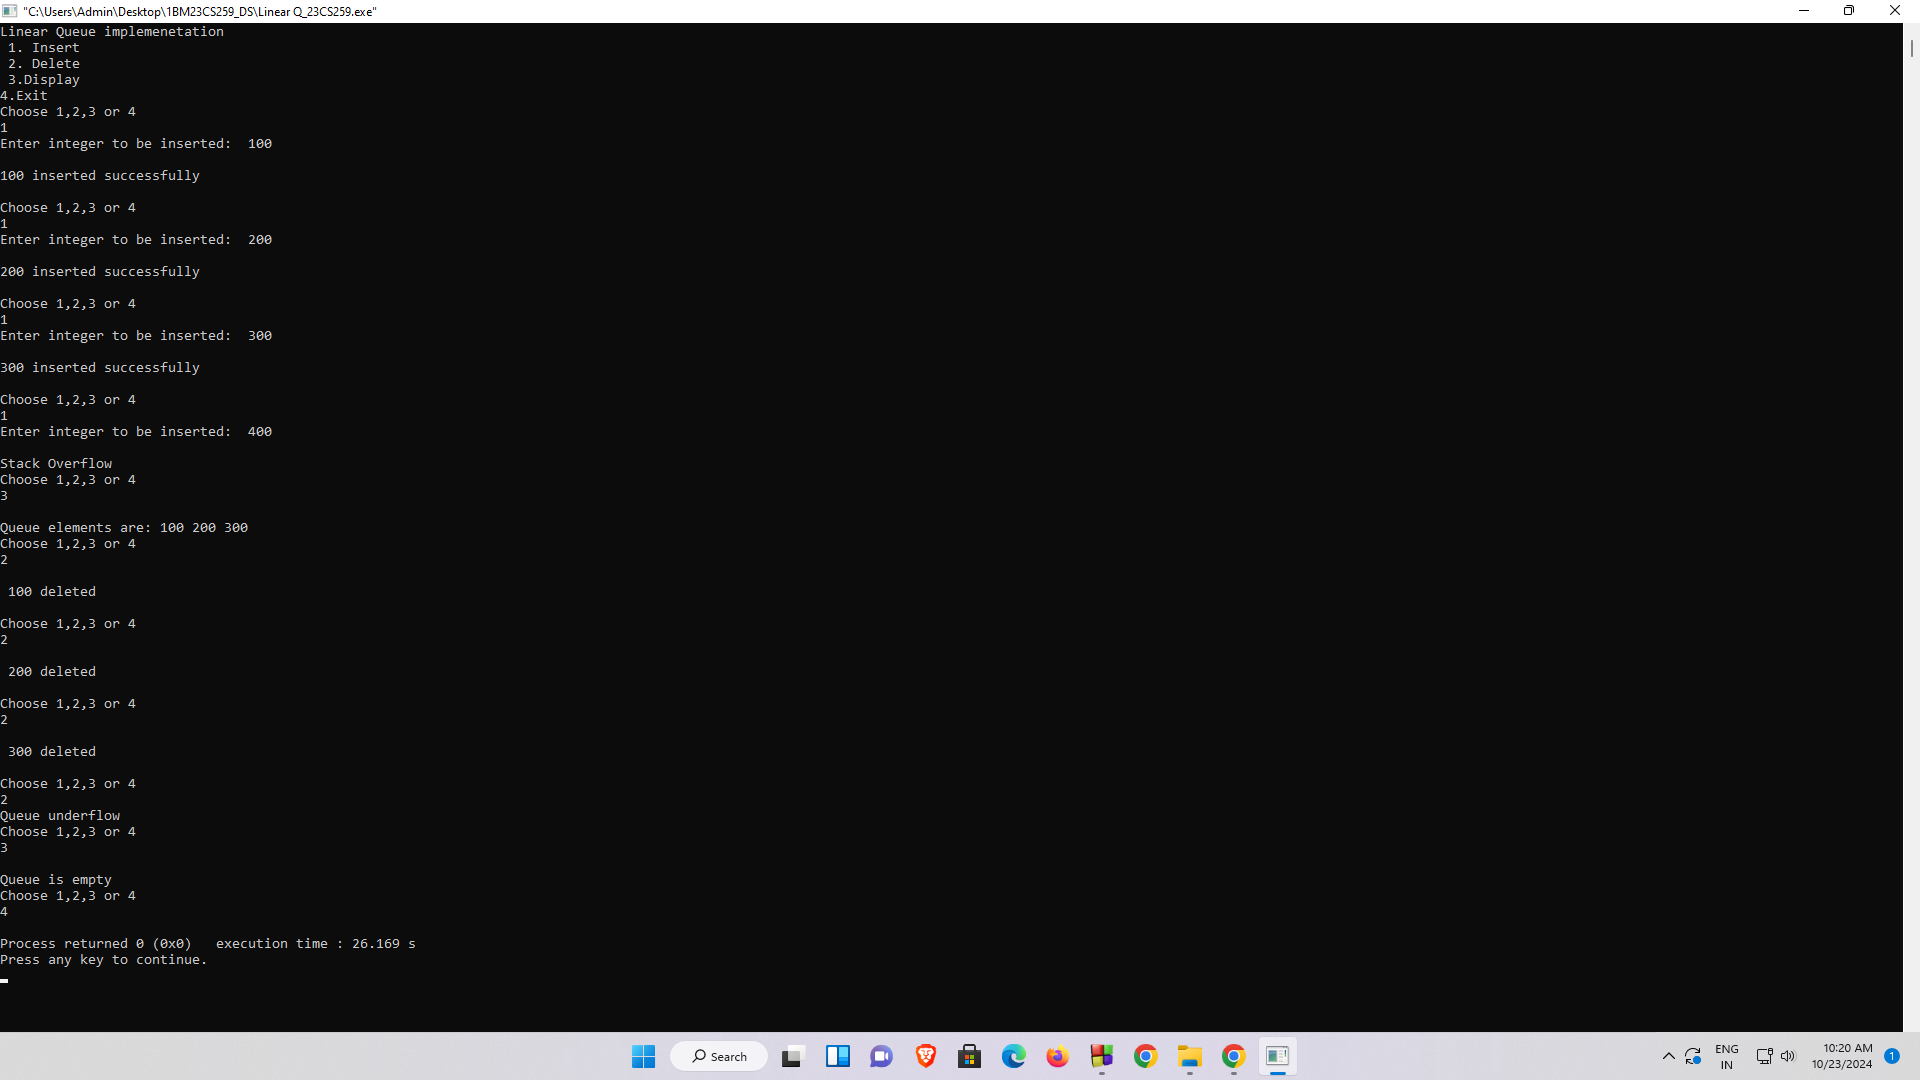 "C:\Users\Admin\Desktop\1BM23CS259_DS\Linear Q_23CS259.exe"
Linear Queue implemenetation
1. Insert
2. Delete
3.Display
4.Exit
Choose 1,2,3 or 4
1
Enter integer to be inserted:  100
100 inserted successfully
Choose 1,2,3 or 4
1
Enter integer to be inserted:  200
200 inserted successfully
Choose 1,2,3 or 4
1
Enter integer to be inserted:  300
300 inserted successfully
Choose 1,2,3 or 4
1
Enter integer to be inserted:  400
Stack Overflow
Choose 1,2,3 or 4
3
Queue elements are: 100 200 300
Choose 1,2,3 or 4
2
100 deleted
Choose 1,2,3 or 4
2
200 deleted
Choose 1,2,3 or 4
2
300 deleted
Choose 1,2,3 or 4
2
Queue underflow
Choose 1,2,3 or 4
3
Queue is empty
Choose 1,2,3 or 4
4
Process returned 0 (0x0)   execution time : 26.169 s
Press any key to continue.
Search
ENG
IN
10:20 AM
10/23/2024
1